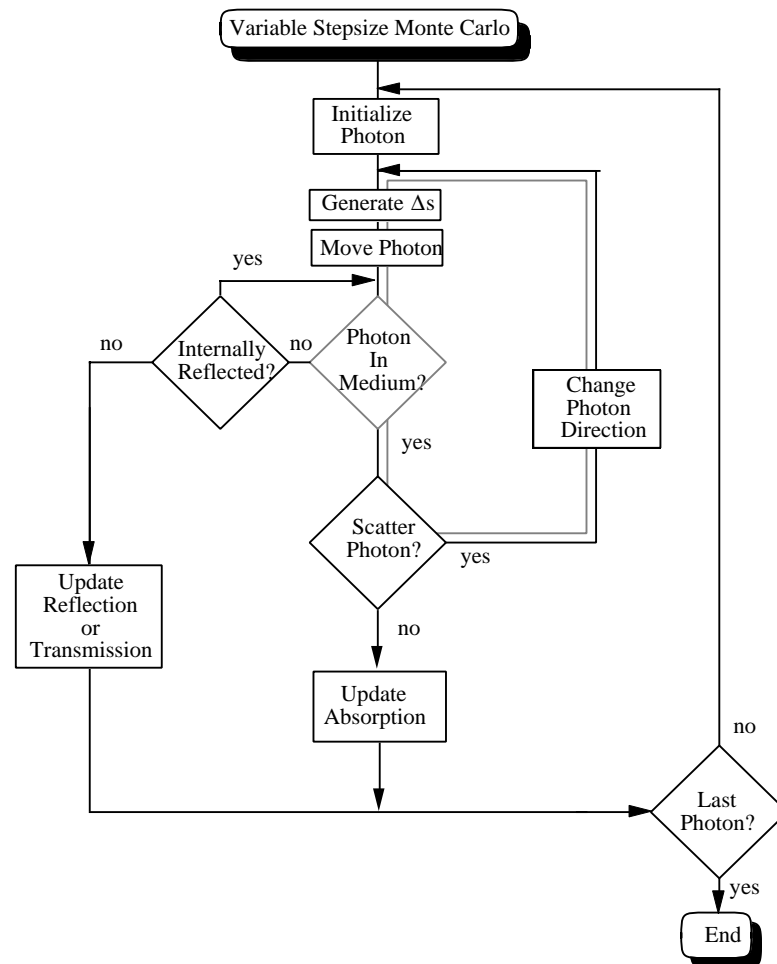 Variable Stepsize Monte Carlo
Initialize
Photon
Generate Δs
Move Photon
yes
no
Internally
Reflected?
no
Photon
In
Medium?
Change
Photon
Direction
yes
Scatter
Photon?
yes
Update
Reflection
or
Transmission
no
Update
Absorption
no
Last
Photon?
yes
End